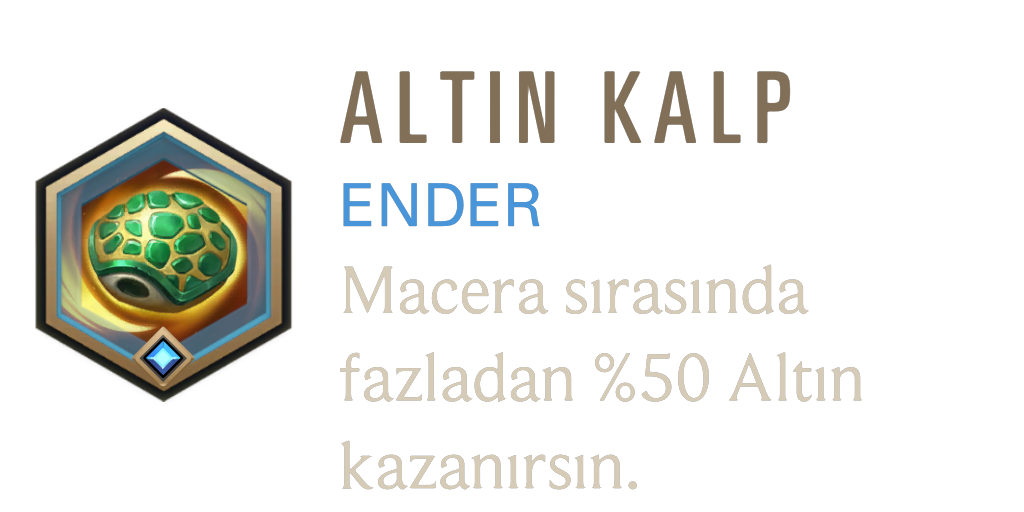 ALTIN KALP
ENDER
Macera sırasında
fazladan %50 Altın
kazanırsın.